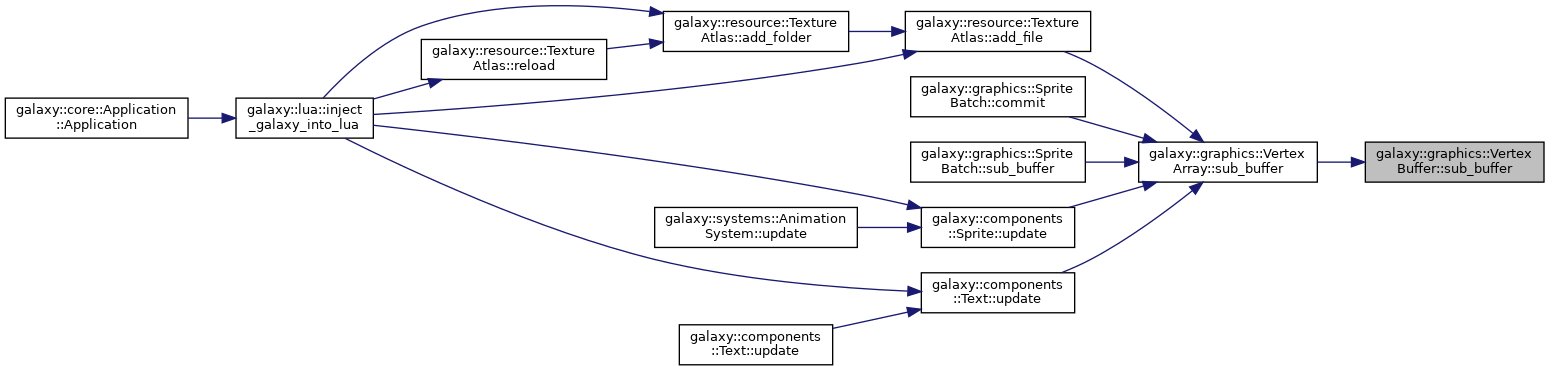 galaxy::core::Application
::Application
galaxy::lua::inject
_galaxy_into_lua
galaxy::resource::Texture
Atlas::reload
galaxy::resource::Texture
Atlas::add_folder
galaxy::resource::Texture
Atlas::add_file
galaxy::graphics::Sprite
Batch::commit
galaxy::graphics::Sprite
Batch::sub_buffer
galaxy::systems::Animation
System::update
galaxy::components
::Sprite::update
galaxy::components
::Text::update
galaxy::components
::Text::update
galaxy::graphics::Vertex
Array::sub_buffer
galaxy::graphics::Vertex
Buffer::sub_buffer